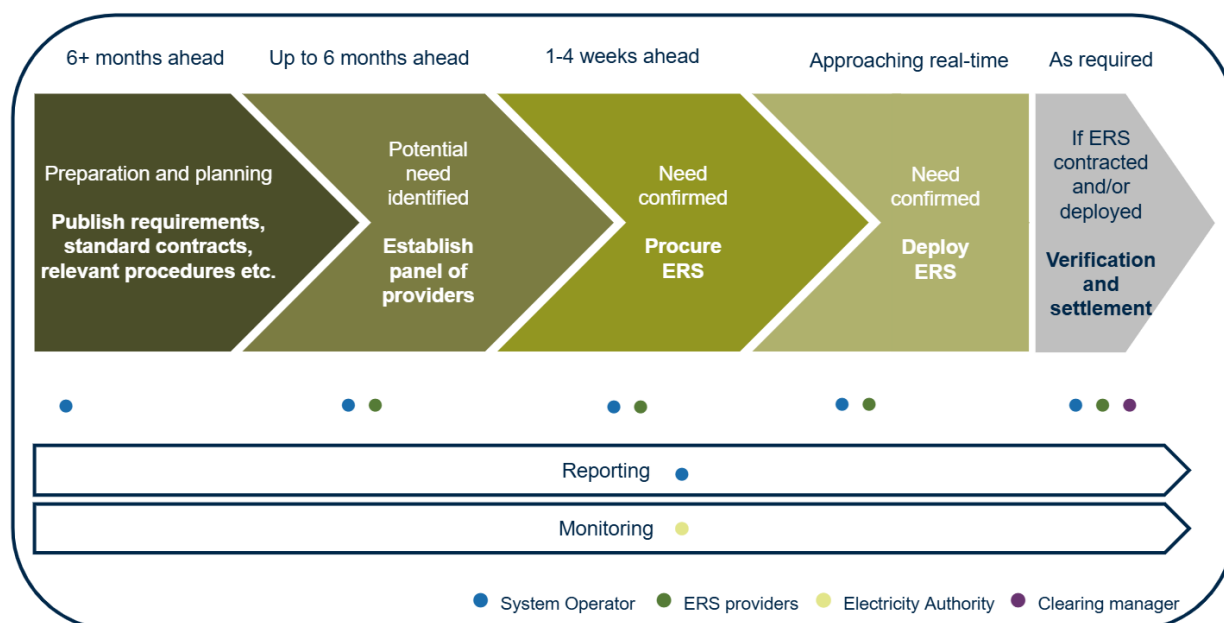 6+ months ahead
Up to 6 months ahead
1-4 weeks ahead
Approaching real-time
As required
Preparation and planning
Publish requirements,
standard contracts,
relevant procedures etc.
Potential
need
identified
Establish
panel of
providers
Need
confirmed
Procure
ERS
Need
confirmed
Deploy
ERS
If ERS
contracted
and/or
deployed
Verification
and
settlement
Reporting
Monitoring
System Operator
ERS providers
Electricity Authority
Clearing manager